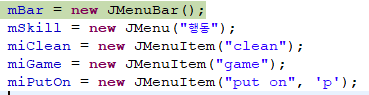 mBar = new JMenuBar();
mSkill = new JMenu("행동");
miClean = new JMenuItem("clean");
miGame = new JMenuItem("game");
miPutOn = new JMenuItem("put on", 'p');